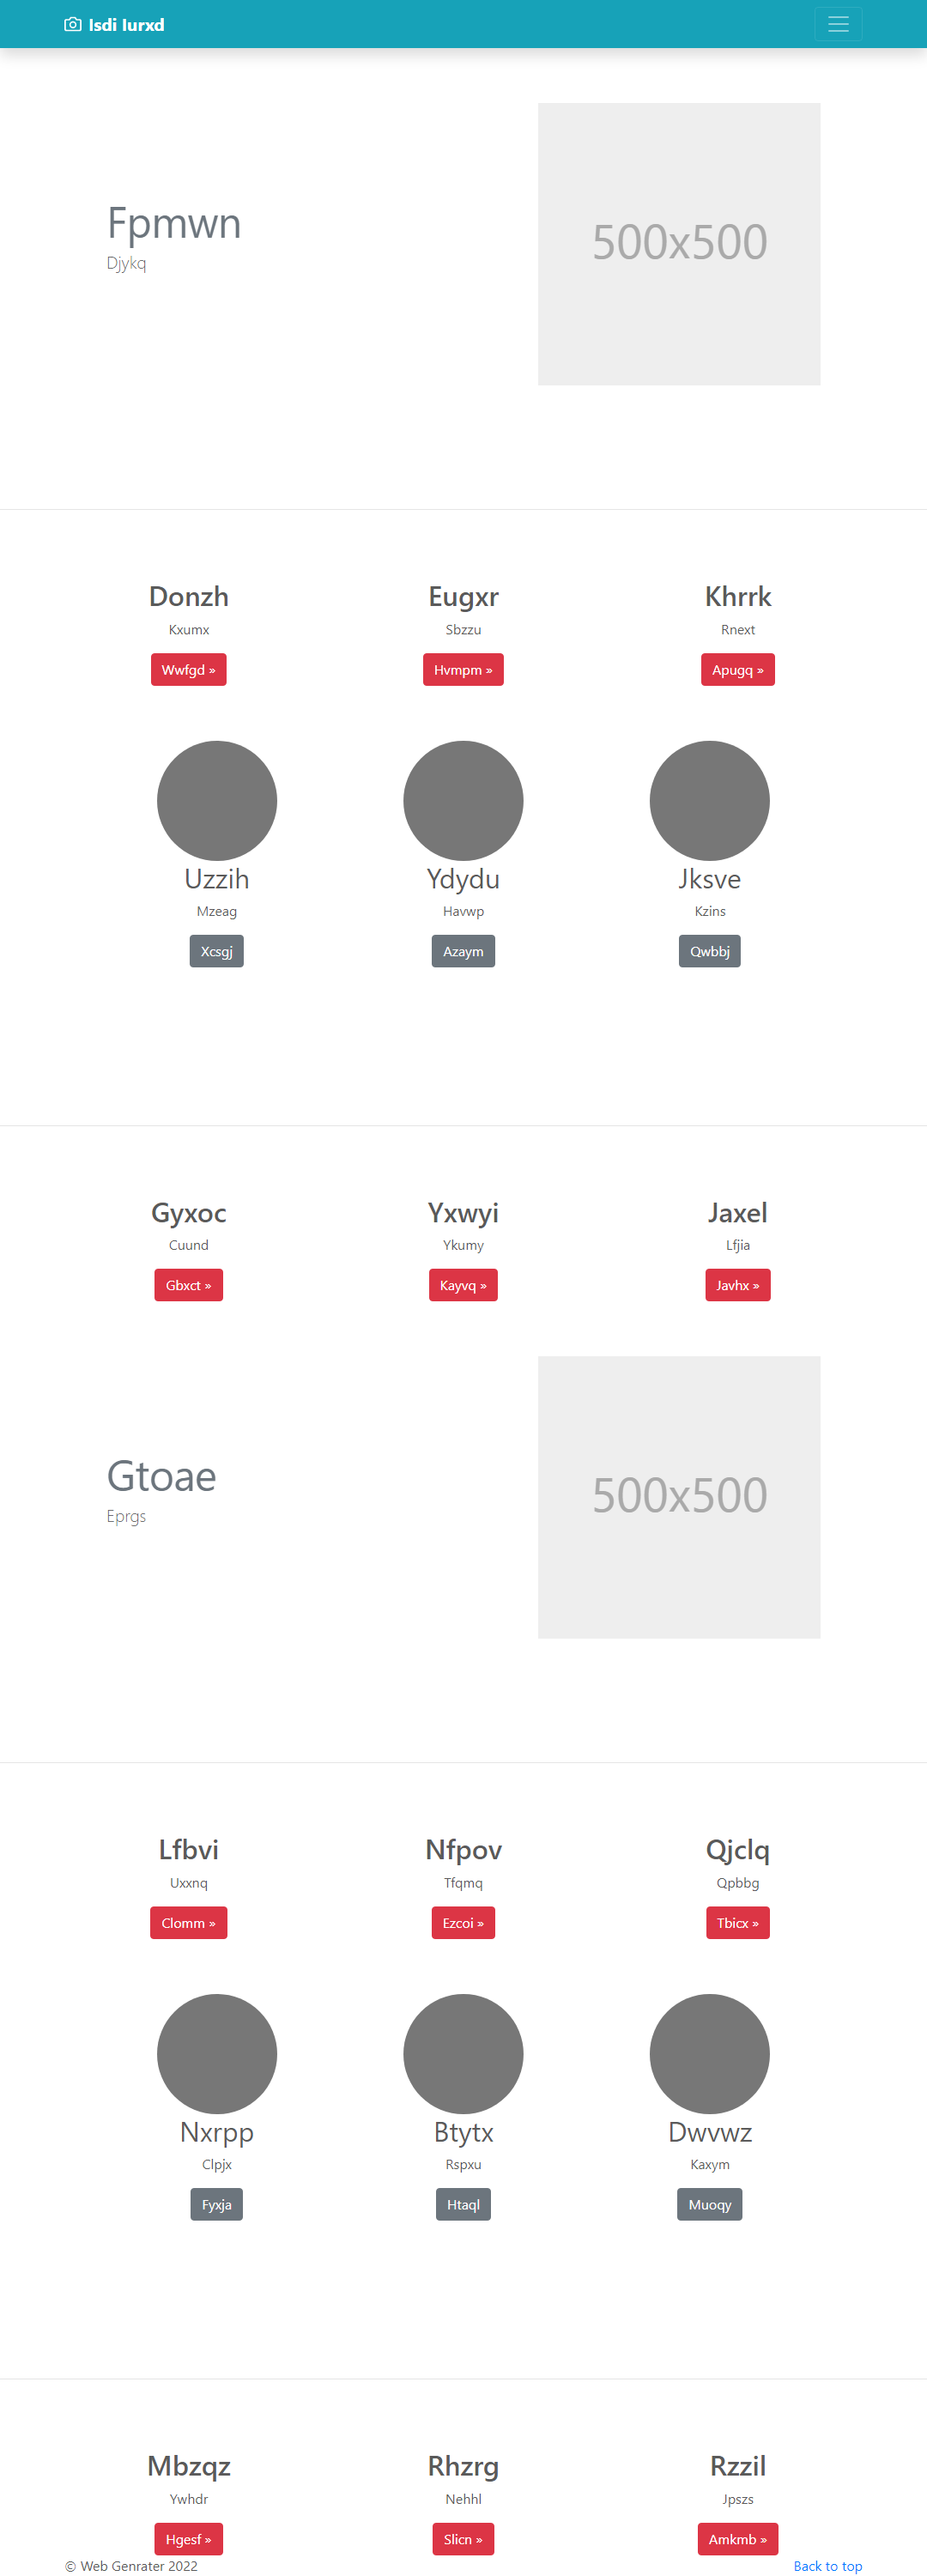 Isdi Iurxd
Fpmwn
Djykq
500x500
Donzh Eugxr Khrrk
Kxumx Sbzzu Rnext
Wwfgd » Hvmpm » Apugq »
Uzzih Ydydu Jksve
Mzeag Havwp Kzins
Xcsgj Azaym Qwbbj
Gyxoc Yxwyi Jaxel
Cuund Ykumy Lfjia
Gbxct » Kayvq » Javhx »
Gtoae
Eprgs
500x500
Lfbvi Nfpov Qjclq
Uxxnq Tfqmq Qpbbg
Clomm » Ezcoi » Tbicx »
Nxrpp Btytx Dwvwz
Clpjx Rspxu Kaxym
Fyxja Htaql Muoqy
Mbzqz Rhzrg Rzzil
Ywhdr Nehhl Jpszs
Hgesf » Slicn » Amkmb »
© Web Genrater 2022 Back to top